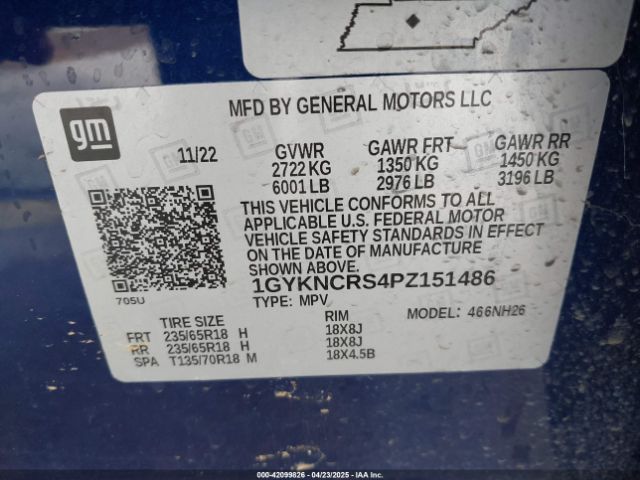 gm
MFD BY GENERAL MOTORS LLC
11/22 GVWR GAWR FRT GAWR RR
2722 KG 1350 KG 1450 KG
6001 LB 2976 LB 3196 LB
THIS VEHICLE CONFORMS TO ALL
APPLICABLE U.S. FEDERAL MOTOR
VEHICLE SAFETY STANDARDS IN EFFECT
ON THE DATE OF MANUFACTURE
SHOWN ABOVE.
705U
1GYKNCRS4PZ151486
TYPE: MPV MODEL: 466NH26
TIRE SIZE RIM
FRT 235/65R18 H 18X8J
RR 235/65R18 H 18X8J
SPA T135/70R18 M 18X4.5B
IAA - 42099826 - 04/23/2025 - IAAI.COM